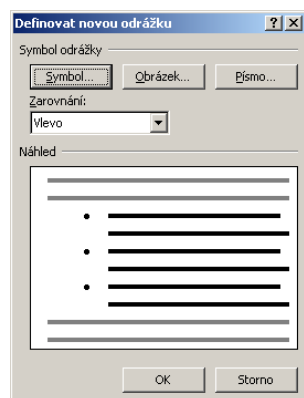 Definovat novou odrážku
Symbol odrážky
Symbol... Obrázek... Písmo...
Zarovnání:
Vlevo
Náhled
OK Storno